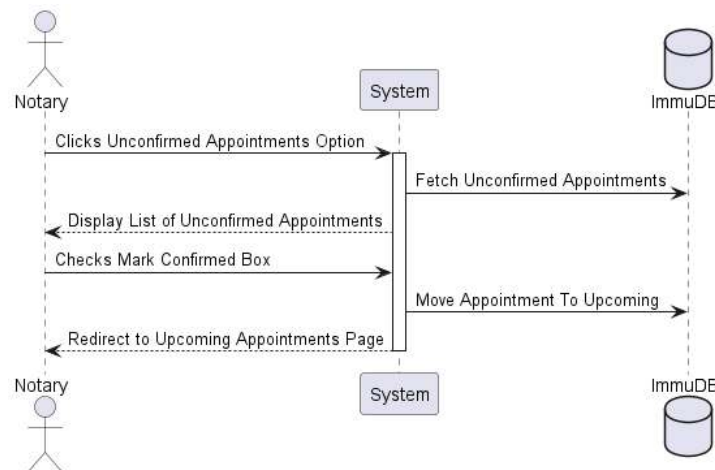 Notary
System
ImmuDB
Clicks Unconfirmed Appointments Option
Fetch Unconfirmed Appointments
Display List of Unconfirmed Appointments
Checks Mark Confirmed Box
Move Appointment To Upcoming
Redirect to Upcoming Appointments Page
Notary
System
ImmuDB